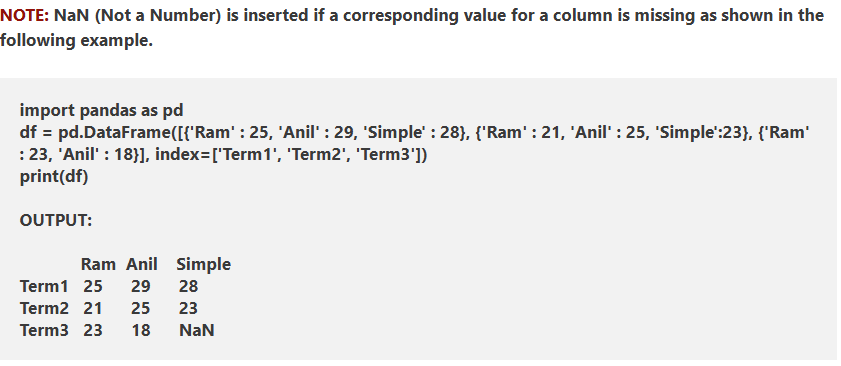 NOTE: NaN (Not a Number) is inserted if a corresponding value for a column is missing as shown in the
following example.
import pandas as pd
df = pd.DataFrame([{'Ram' : 25, 'Anil' : 29, 'Simple' : 28}, {'Ram' : 21, 'Anil' : 25, 'Simple':23}, {'Ram'
: 23, 'Anil' : 18}], index=['Term1', 'Term2', 'Term3'])
print(df)
OUTPUT:
Ram Anil Simple
Term1 25 29 28
Term2 21 25 23
Term3 23 18 NaN